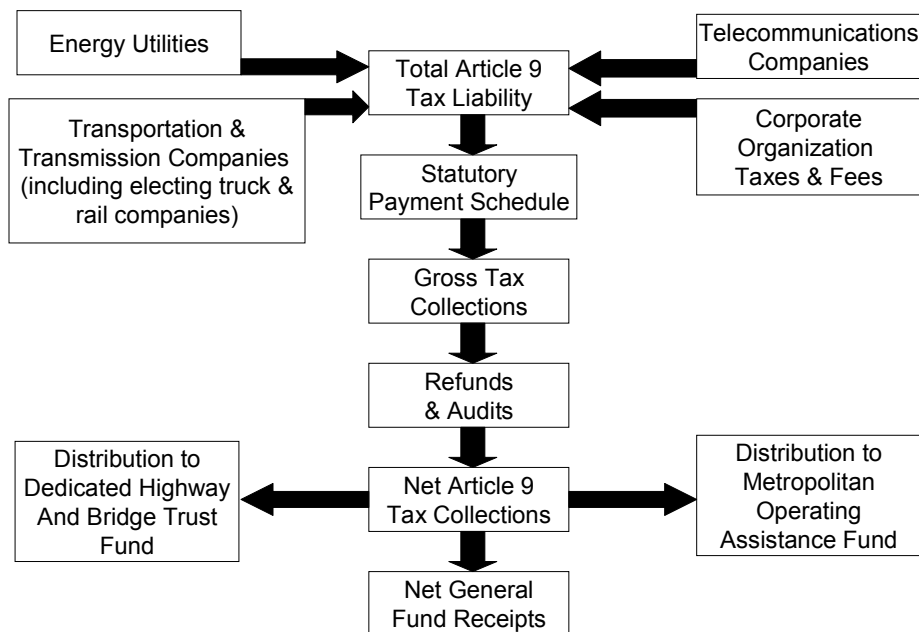 Energy Utilities
Total Article 9
Tax Liability
Telecommunications
Companies
Transportation &
Transmission Companies
(including electing truck &
rail companies)
Corporate
Organization
Taxes & Fees
Statutory
Payment Schedule
Gross Tax
Collections
Refunds
& Audits
Distribution to
Dedicated Highway
And Bridge Trust
Fund
Net Article 9
Tax Collections
Distribution to
Metropolitan
Operating
Assistance Fund
Net General
Fund Receipts